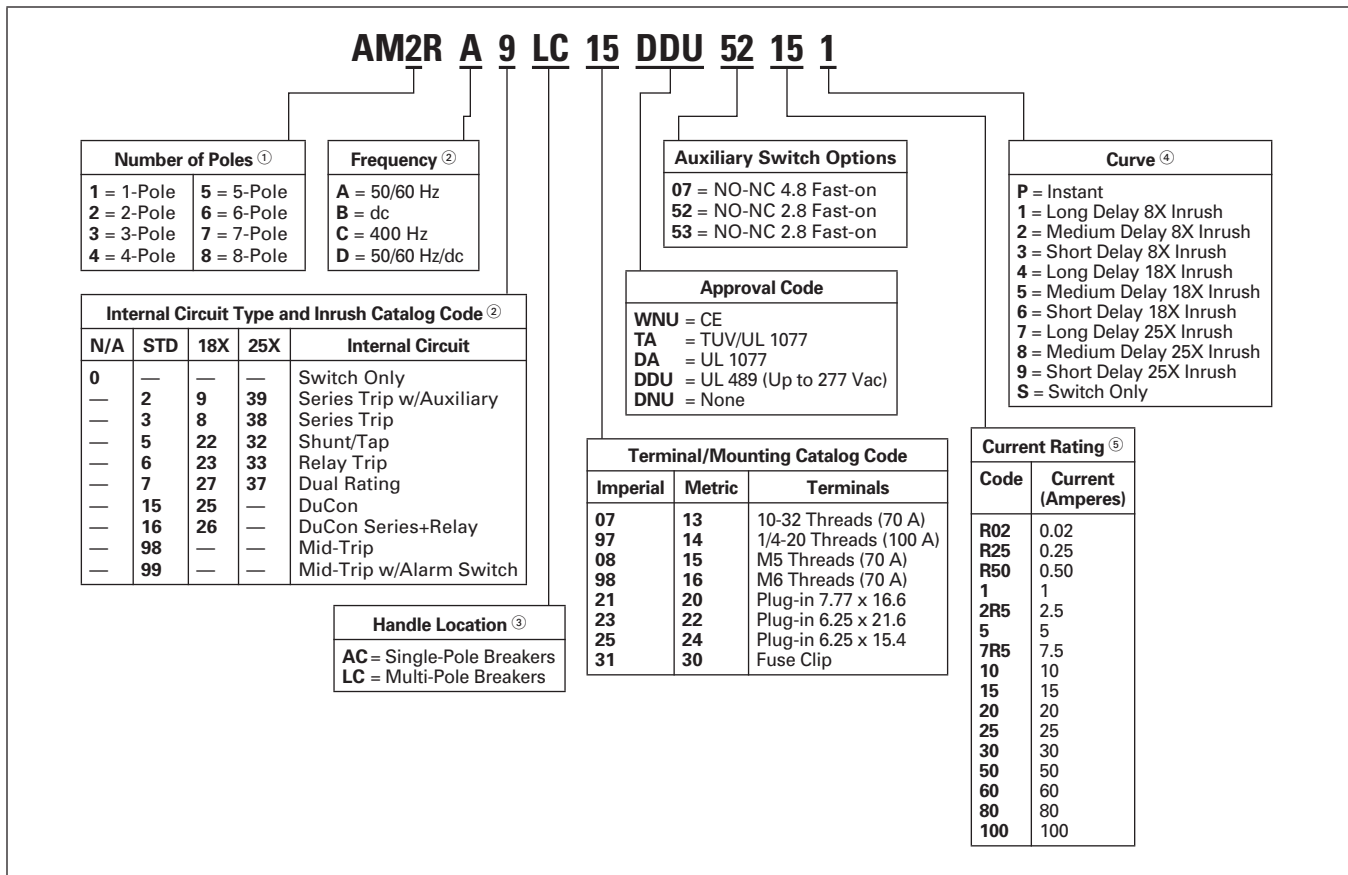 AM2R A 9 LC 15 DDU 52 15 1
Number of Poles ①
1 = 1-Pole 5 = 5-Pole
2 = 2-Pole 6 = 6-Pole
3 = 3-Pole 7 = 7-Pole
4 = 4-Pole 8 = 8-Pole
Frequency ②
A = 50/60 Hz
B = dc
C = 400 Hz
D = 50/60 Hz/dc
Internal Circuit Type and Inrush Catalog Code ②
N/A STD 18X 25X Internal Circuit
0 — — — Switch Only
— 2 9 39 Series Trip w/Auxiliary
— 3 8 38 Series Trip
— 5 22 32 Shunt/Tap
— 6 23 33 Relay Trip
— 7 27 37 Dual Rating
— 15 25 — DuCon
— 16 26 — DuCon Series+Relay
— 98 — — Mid-Trip
— 99 — — Mid-Trip w/Alarm Switch
Handle Location ③
AC = Single-Pole Breakers
LC = Multi-Pole Breakers
Auxiliary Switch Options
07 = NO-NC 4.8 Fast-on
52 = NO-NC 2.8 Fast-on
53 = NO-NC 2.8 Fast-on
Approval Code
WNU = CE
TA = TUV/UL 1077
DA = UL 1077
DDU = UL 489 (Up to 277 Vac)
DNU = None
Terminal/Mounting Catalog Code
Imperial Metric Terminals
07 13 10-32 Threads (70 A)
97 14 1/4-20 Threads (100 A)
08 15 M5 Threads (70 A)
98 16 M6 Threads (70 A)
21 20 Plug-in 7.77 x 16.6
23 22 Plug-in 6.25 x 21.6
25 24 Plug-in 6.25 x 15.4
31 30 Fuse Clip
Curve ④
P = Instant
1 = Long Delay 8X Inrush
2 = Medium Delay 8X Inrush
3 = Short Delay 8X Inrush
4 = Long Delay 18X Inrush
5 = Medium Delay 18X Inrush
6 = Short Delay 18X Inrush
7 = Long Delay 25X Inrush
8 = Medium Delay 25X Inrush
9 = Short Delay 25X Inrush
S = Switch Only
Current Rating ⑤
Code Current
(Amperes)
R02 0.02
R25 0.25
R50 0.50
1 1
2R5 2.5
5 5
7R5 7.5
10 10
15 15
20 20
25 25
30 30
50 50
60 60
80 80
100 100